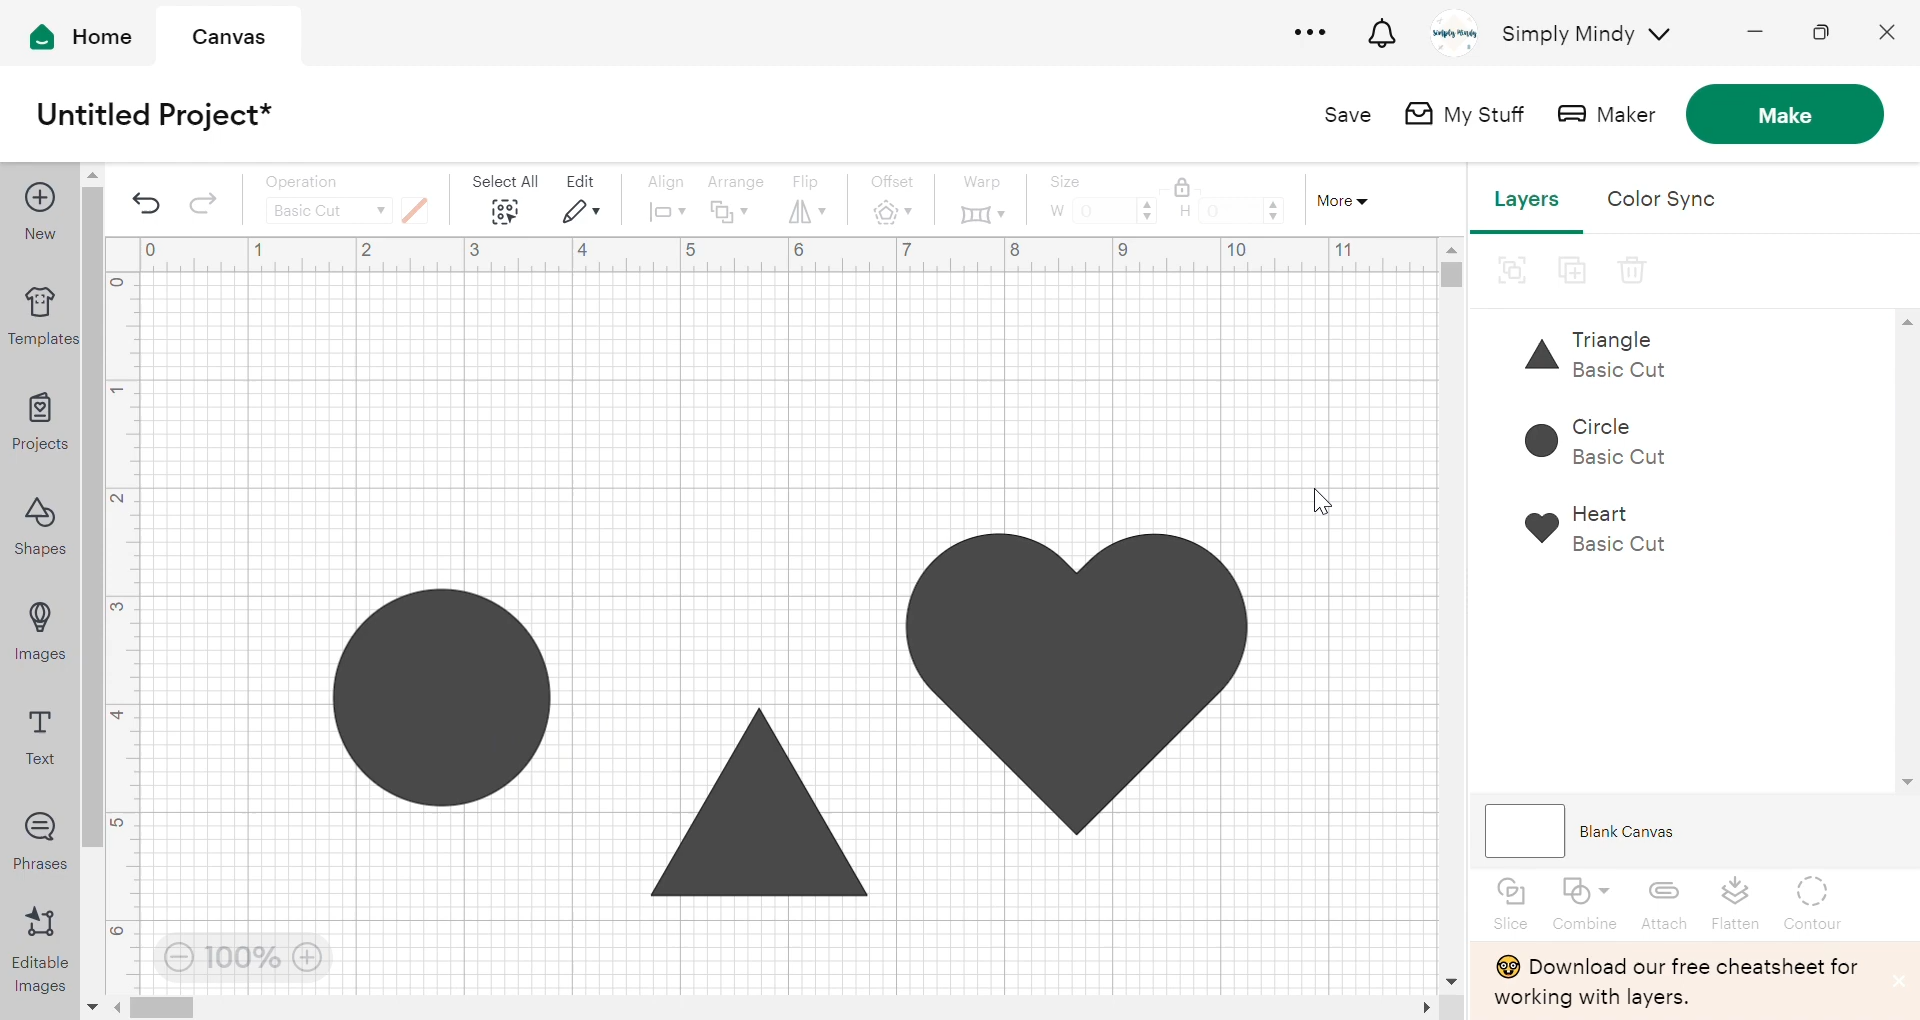 Home
Canvas
Simply Mindy
Simply Mindy
Untitled Project*
Save
My Stuff
Maker
Make
New
Templates
Projects
Shapes
Images
Text
Phrases
Editable
Images
Operation
Basic Cut
Select All
Edit
Align
Arrange
Flip
Offset
Warp
Size
W 0
H 0
More
0 1 2 3 4 5 6 7 8 9 10 11
0
1
2
3
4
5
6
100%
Layers
Color Sync
Triangle
Basic Cut
Circle
Basic Cut
Heart
Basic Cut
Blank Canvas
Slice
Combine
Attach
Flatten
Contour
Download our free cheatsheet for
working with layers.